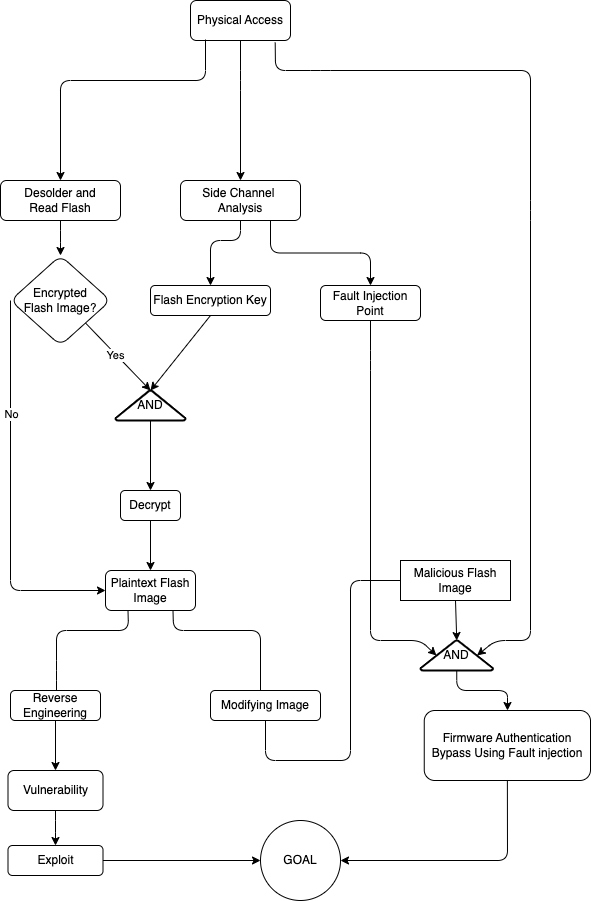 Physical Access
Desolder and
Read Flash
Side Channel
Analysis
Encrypted
Flash Image?
Flash Encryption Key
Fault Injection
Point
Yes
AND
No
Decrypt
Plaintext Flash
Image
Malicious Flash
Image
AND
Reverse
Engineering
Modifying Image
Firmware Authentication
Bypass Using Fault injection
Vulnerability
Exploit
GOAL